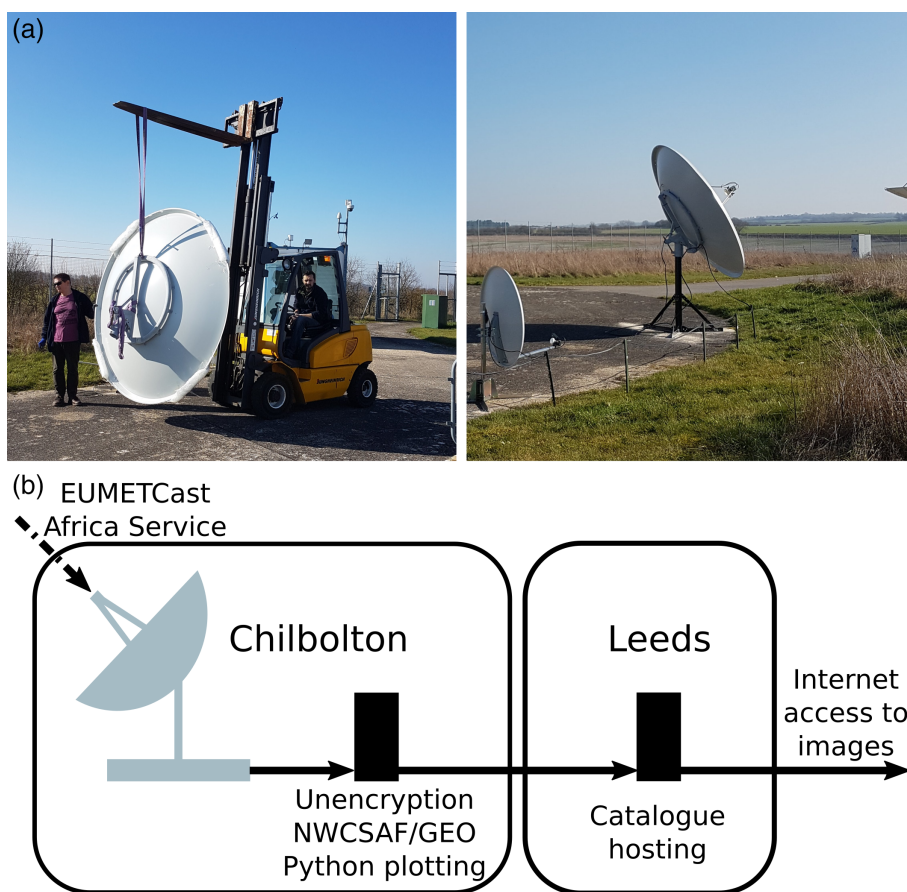 (a)
(b)
EUMETCast
Africa Service
Chilbolton
Unencryption
NWCSAF/GEO
Python plotting
Leeds
Catalogue
hosting
Internet
access to
images